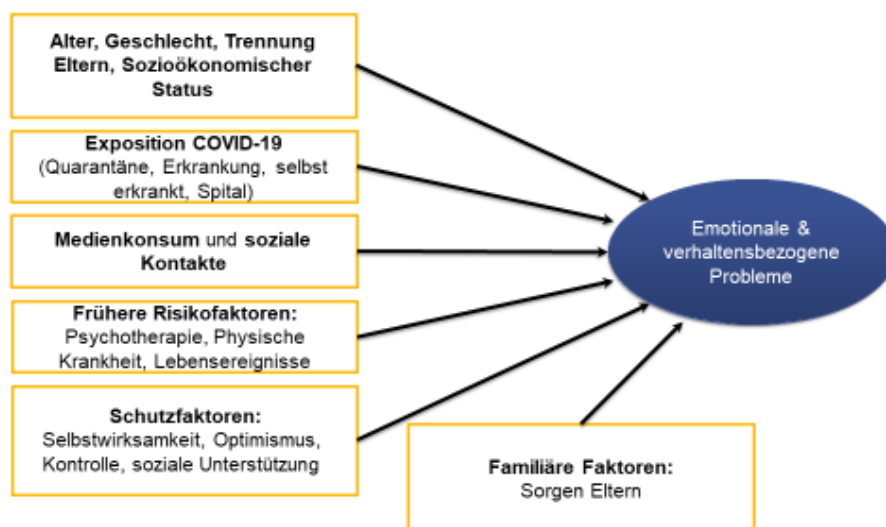 Alter, Geschlecht, Trennung
Eltern, Sozioökonomischer
Status
Exposition COVID-19
(Quarantäne, Erkrankung, selbst
erkrankt, Spital)
Medienkonsum und soziale
Kontakte
Frühere Risikofaktoren:
Psychotherapie, Physische
Krankheit, Lebensereignisse
Schutzfaktoren:
Selbstwirksamkeit, Optimismus,
Kontrolle, soziale Unterstützung
Familiäre Faktoren:
Sorgen Eltern
Emotionale &
verhaltensbezogene
Probleme